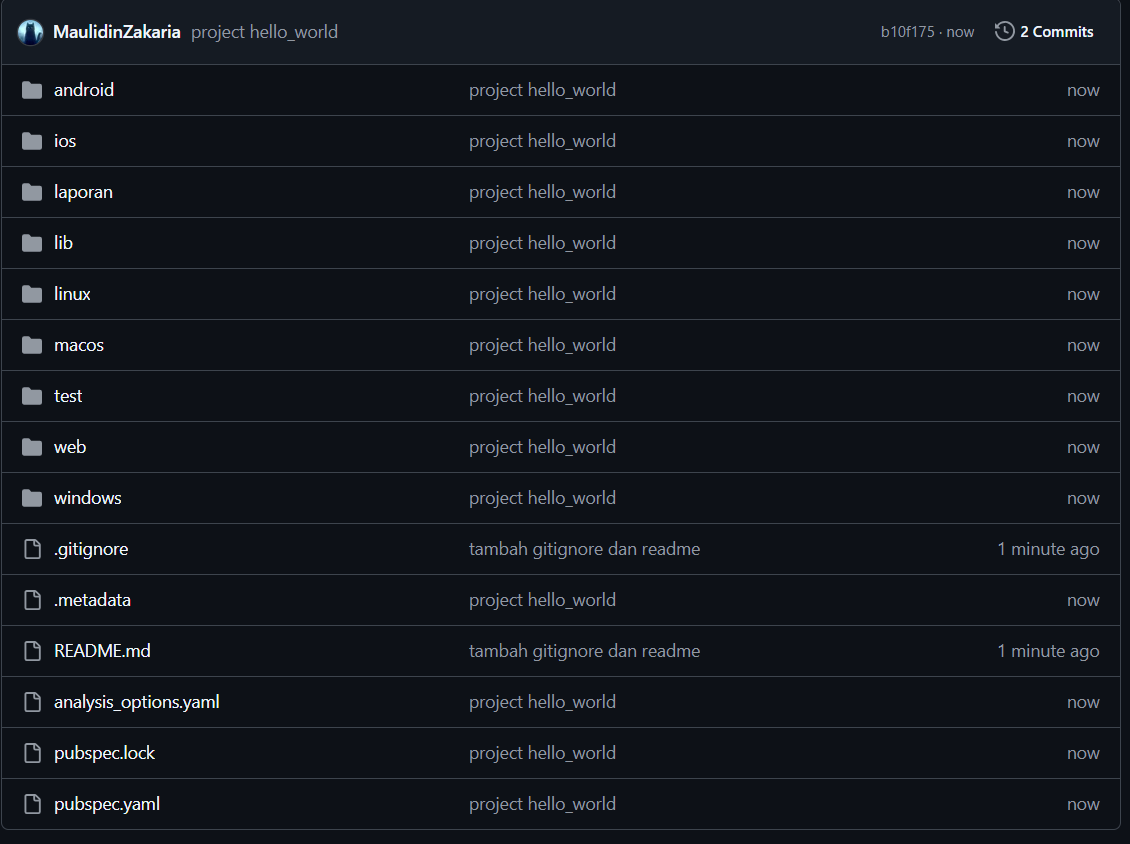 MaulidinZakaria project hello_world b10f175 · now 2 Commits
android project hello_world now
ios project hello_world now
laporan project hello_world now
lib project hello_world now
linux project hello_world now
macos project hello_world now
test project hello_world now
web project hello_world now
windows project hello_world now
.gitignore tambah gitignore dan readme 1 minute ago
.metadata project hello_world now
README.md tambah gitignore dan readme 1 minute ago
analysis_options.yaml project hello_world now
pubspec.lock project hello_world now
pubspec.yaml project hello_world now